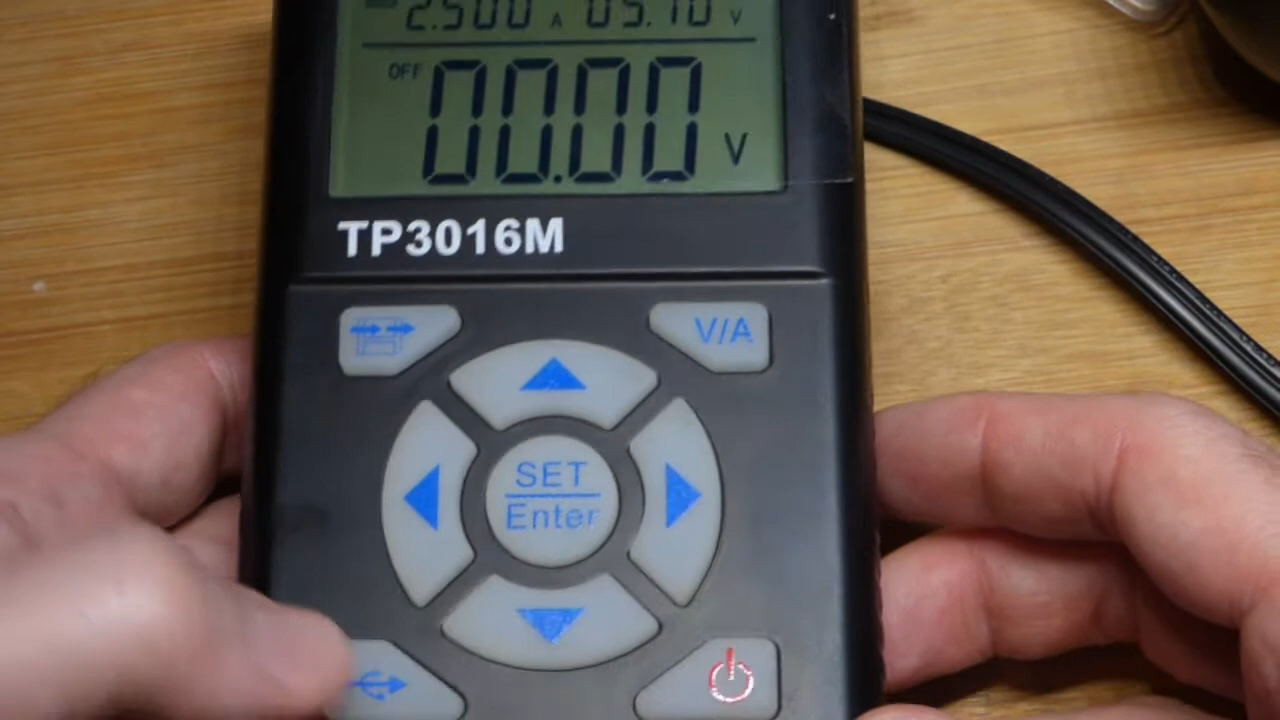 2.500 A 05.10 V
OFF 00.00 V
TP3016M
V/A
SET
Enter